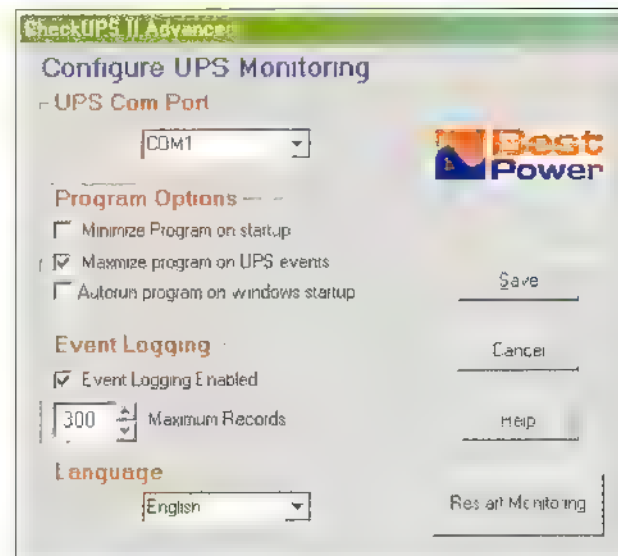 CheckUPS II Advanced
Configure UPS Monitoring
UPS Com Port
COM1
Best
Power
Program Options
Minimize Program on startup
Maximize program on UPS events
Autorun program on windows startup
Save
Event Logging
Cancel
Event Logging Enabled
300 Maximum Records
Help
Language
English
Restart Monitoring